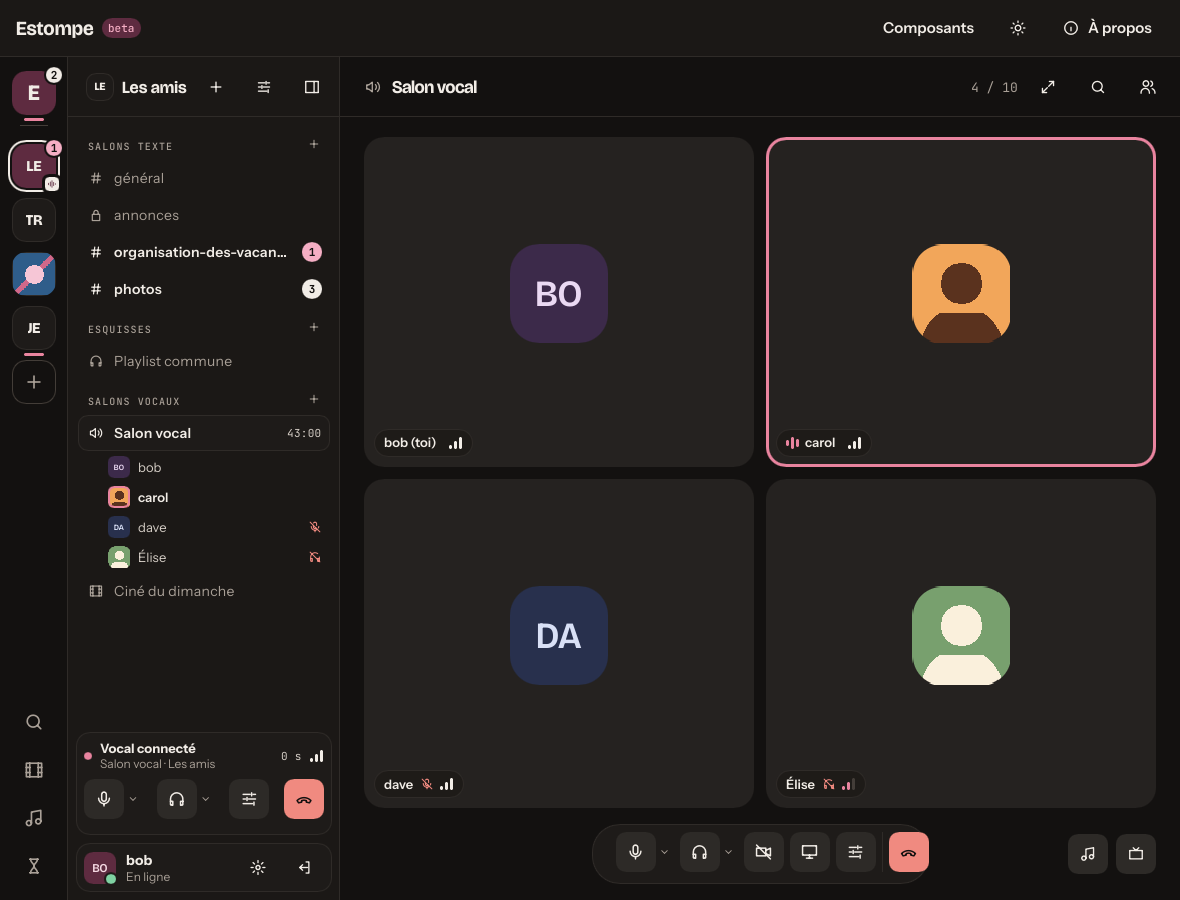 Estompe beta
Composants
À propos
E 2
LE 1
TR
JE
LE Les amis
SALONS TEXTE
général
annonces
organisation-des-vacan... 1
photos 3
ESQUISSES
Playlist commune
SALONS VOCAUX
Salon vocal 43:00
BO bob
carol
DA dave
Élise
Ciné du dimanche
Vocal connecté
Salon vocal · Les amis
0 s
BO bob
En ligne
Salon vocal
4 / 10
BO
bob (toi)
carol
DA
dave
Élise